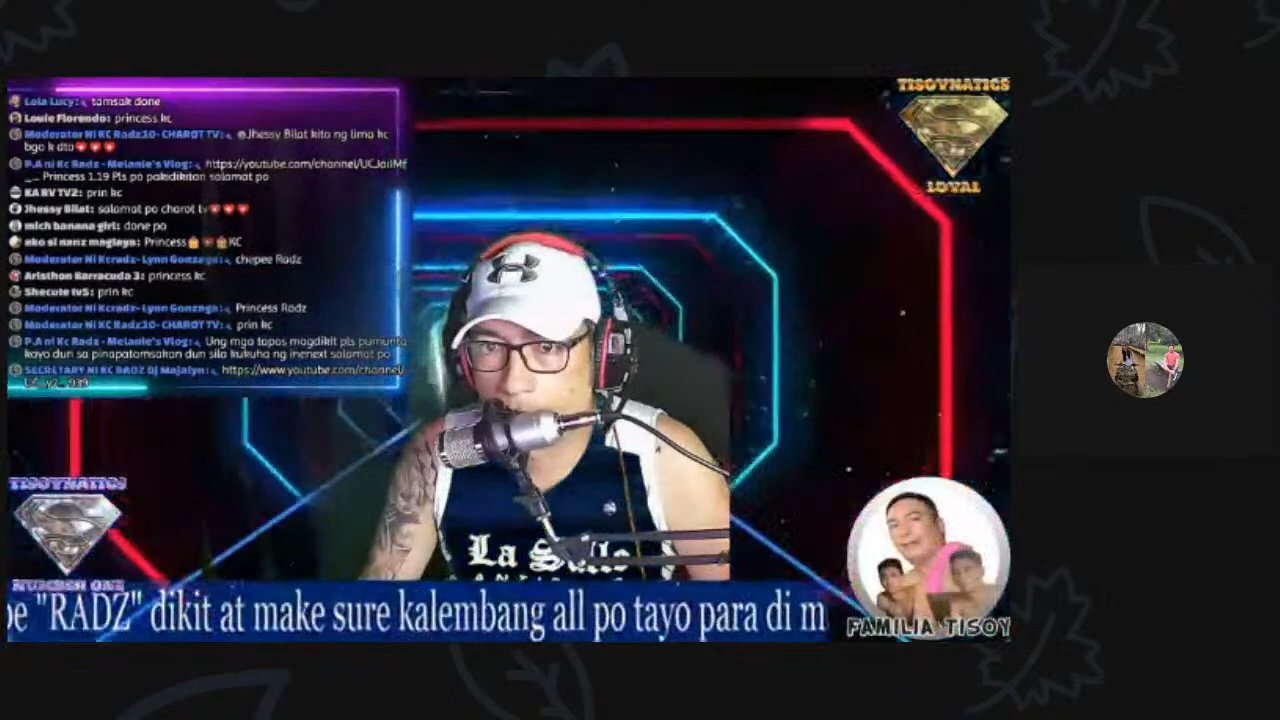 TISOYNATICS
LOYAL
Lola Lucy: tamsak done
Louie Florendo: princess kc
Moderator Ni KC Radz10- CHAROT TV: @Jhessy Bilat kita ng lima kc
bgo k dto
P.A ni Kc Radz - Melanie's Vlog: https://youtube.com/channel/
Princess 1.19 Pls po pakidikitan salamat po
KARV TV2: prin kc
Jhessy Bilat: salamat po charot tv
mich banana girl: done po
ako si nanz maglaya: Princess KC
Moderator Ni Kcradz- Lynn Gonzaga: chepee Radz
Aristhon Barracuda 3: princess kc
Shecute tv5: prin kc
Moderator Ni Kcradz- Lynn Gonzaga: Princess Radz
Moderator Ni KC Radz10- CHAROT TV: prin kc
P.A ni Kc Radz - Melanie's Vlog: Ung mga tapos magdikit pls pumunta
kayo dun sa pinapatamsakan dun sila kukuha ng inenext salamat po
SECRETARY NI KC RADZ Dj Majalyn: https://www.youtube.com/channel/
La Salle
TISOYNATICS
NUMBER ONE
"RADZ" dikit at make sure kalembang all po tayo para di m
FAMILIA TISOY